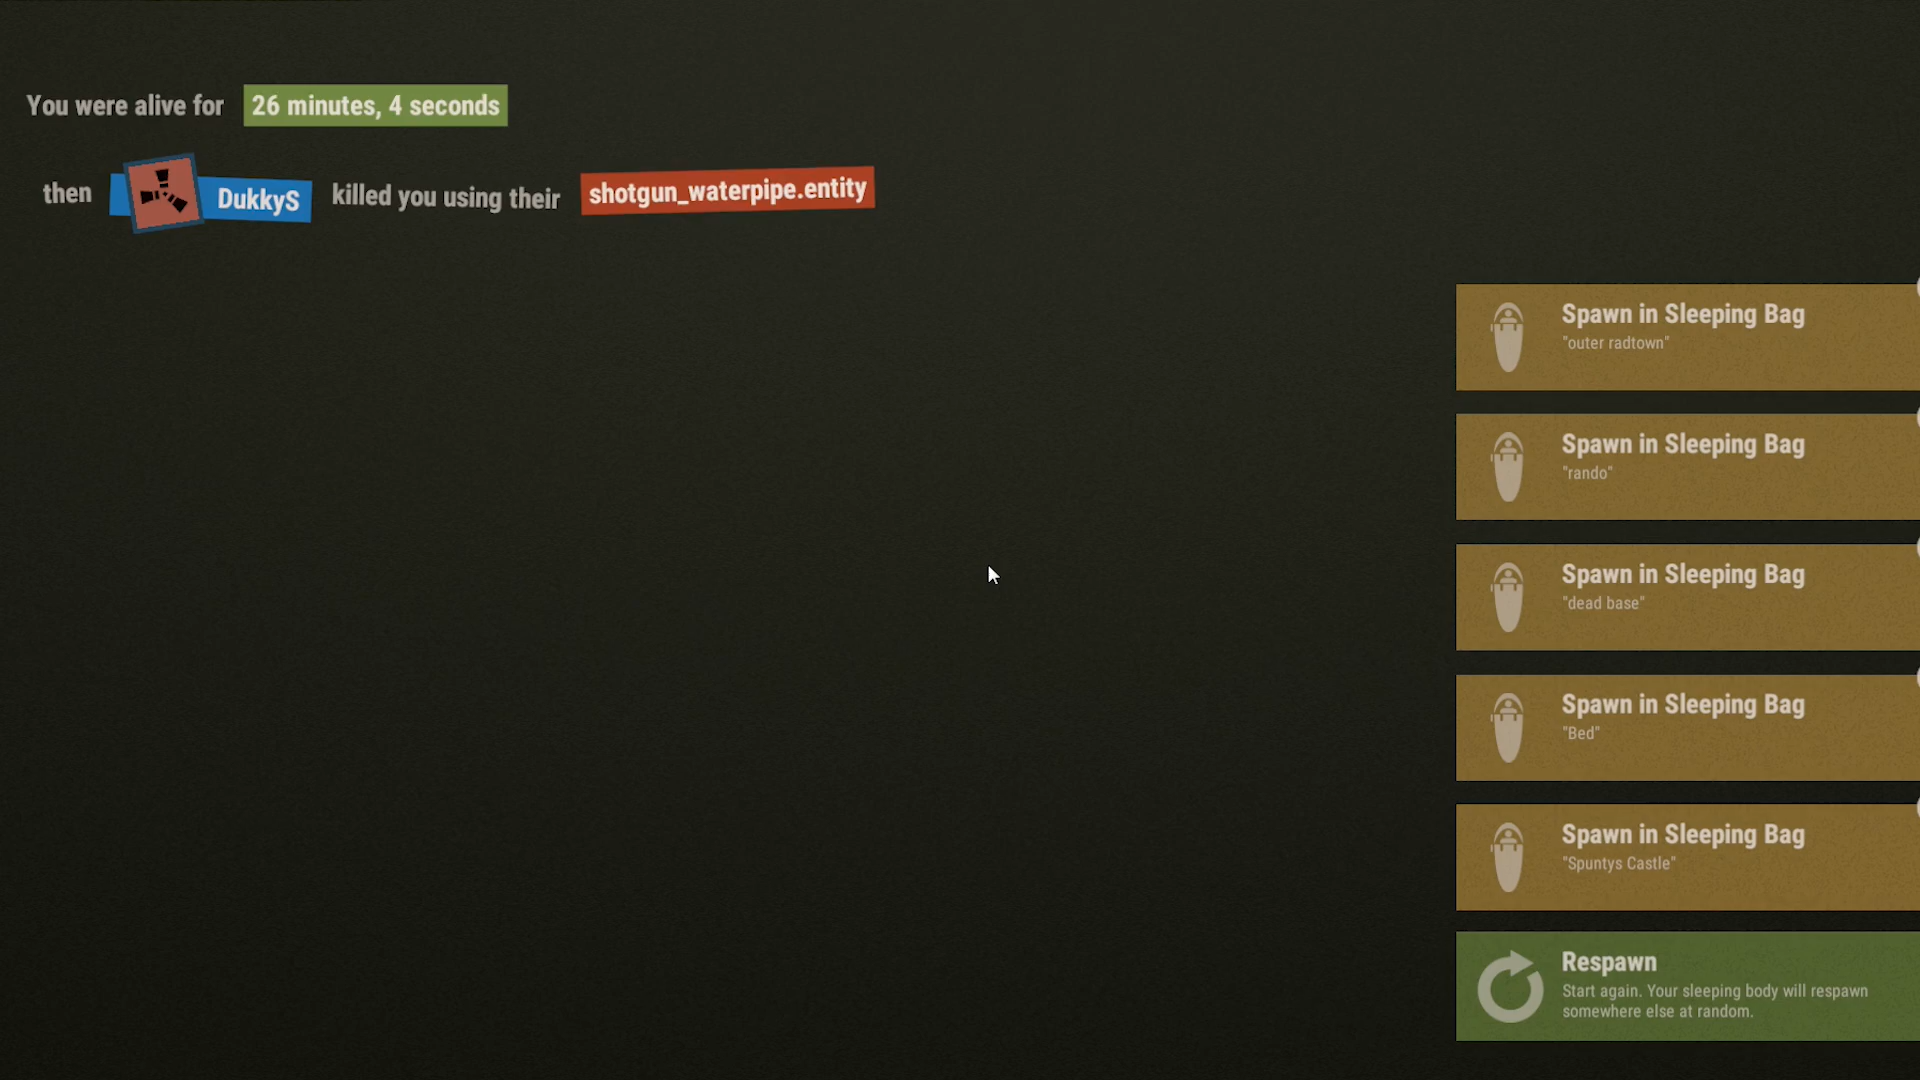 You were alive for 26 minutes, 4 seconds
then DukkyS killed you using their shotgun_waterpipe.entity
Spawn in Sleeping Bag
"outer radtown"
Spawn in Sleeping Bag
"rando"
Spawn in Sleeping Bag
"dead base"
Spawn in Sleeping Bag
"Bed"
Spawn in Sleeping Bag
"Spuntys Castle"
Respawn
Start again. Your sleeping body will respawn
somewhere else at random.